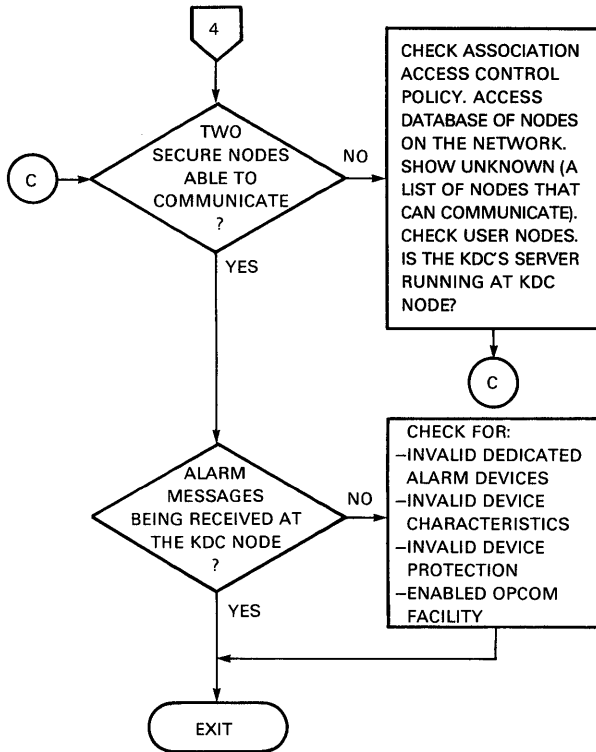 4
TWO
SECURE NODES
ABLE TO
COMMUNICATE
?
C
NO
YES
CHECK ASSOCIATION
ACCESS CONTROL
POLICY. ACCESS
DATABASE OF NODES
ON THE NETWORK.
SHOW UNKNOWN (A
LIST OF NODES THAT
CAN COMMUNICATE).
CHECK USER NODES.
IS THE KDC'S SERVER
RUNNING AT KDC
NODE?
C
ALARM
MESSAGES
BEING RECEIVED AT
THE KDC NODE
?
NO
YES
CHECK FOR:
–INVALID DEDICATED
ALARM DEVICES
–INVALID DEVICE
CHARACTERISTICS
–INVALID DEVICE
PROTECTION
–ENABLED OPCOM
FACILITY
EXIT